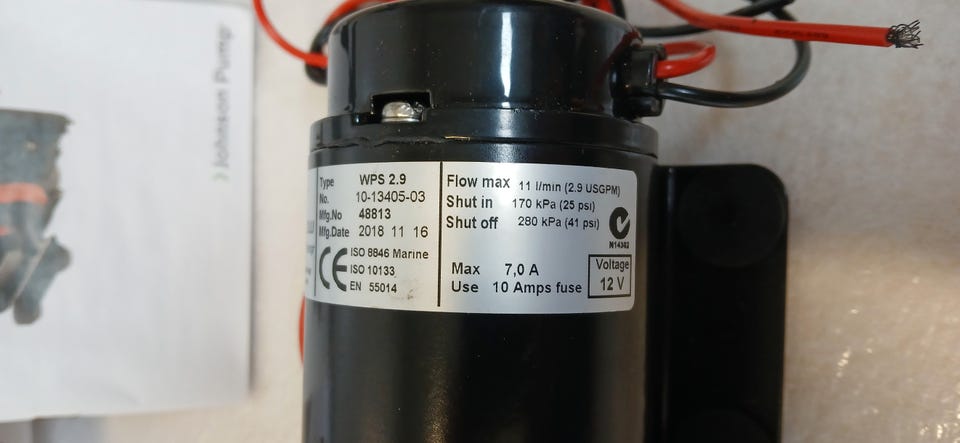 Johnson Pump
Type WPS 2.9
No. 10-13405-03
Mfg.No 48813
Mfg.Date 2018 11 16
CE ISO 8846 Marine
ISO 10133
EN 55014
Flow max 11 l/min (2.9 USGPM)
Shut in 170 kPa (25 psi)
Shut off 280 kPa (41 psi)
N14382
Max 7,0 A
Use 10 Amps fuse
Voltage
12 V